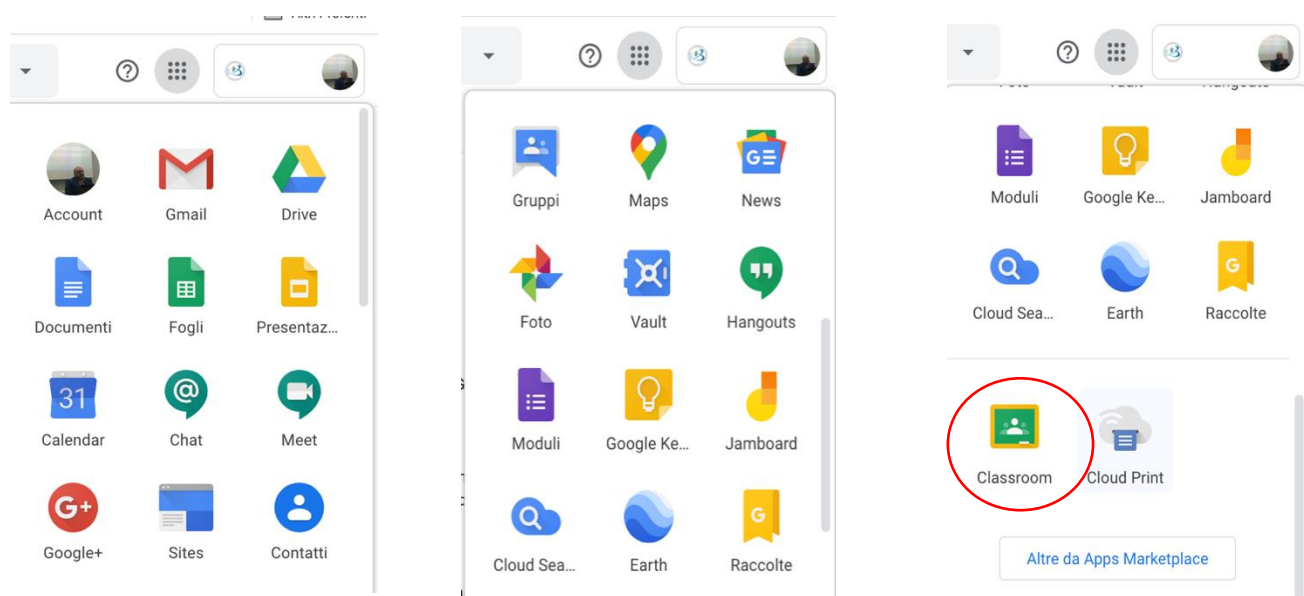 Account Gmail Drive
31
Documenti Fogli Presentaz...
Calendar Chat Meet
G+
Google+ Sites Contatti
G
Gruppi Maps News
Foto Vault Hangouts
Moduli Google Ke... Jamboard
G
Cloud Sea... Earth Raccolte
Moduli Google Ke... Jamboard
G
Cloud Sea... Earth Raccolte
Classroom Cloud Print
Altre da Apps Marketplace